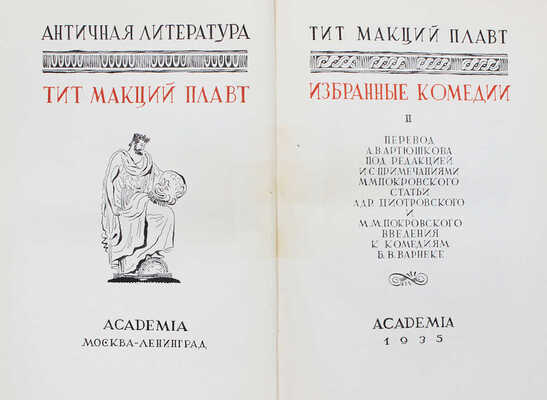 АНТИЧНАЯ ЛИТЕРАТУРА
ТИТ МАКЦИЙ ПЛАВТ
ACADEMIA
МОСКВА-ЛЕНИНГРАД
ТИТ МАКЦИЙ ПЛАВТ
ИЗБРАННЫЕ КОМЕДИИ
II
ПЕРЕВОД
А.В.АРТЮШКОВА
ПОД РЕДАКЦИЕЙ
И С ПРИМЕЧАНИЯМИ
М.М.ПОКРОВСКОГО
СТАТЬИ
АДР. ПИОТРОВСКОГО
И
М.М.ПОКРОВСКОГО
ВВЕДЕНИЯ
К КОМЕДИЯМ
Б.В.ВАРНЕКЕ
ACADEMIA
1935